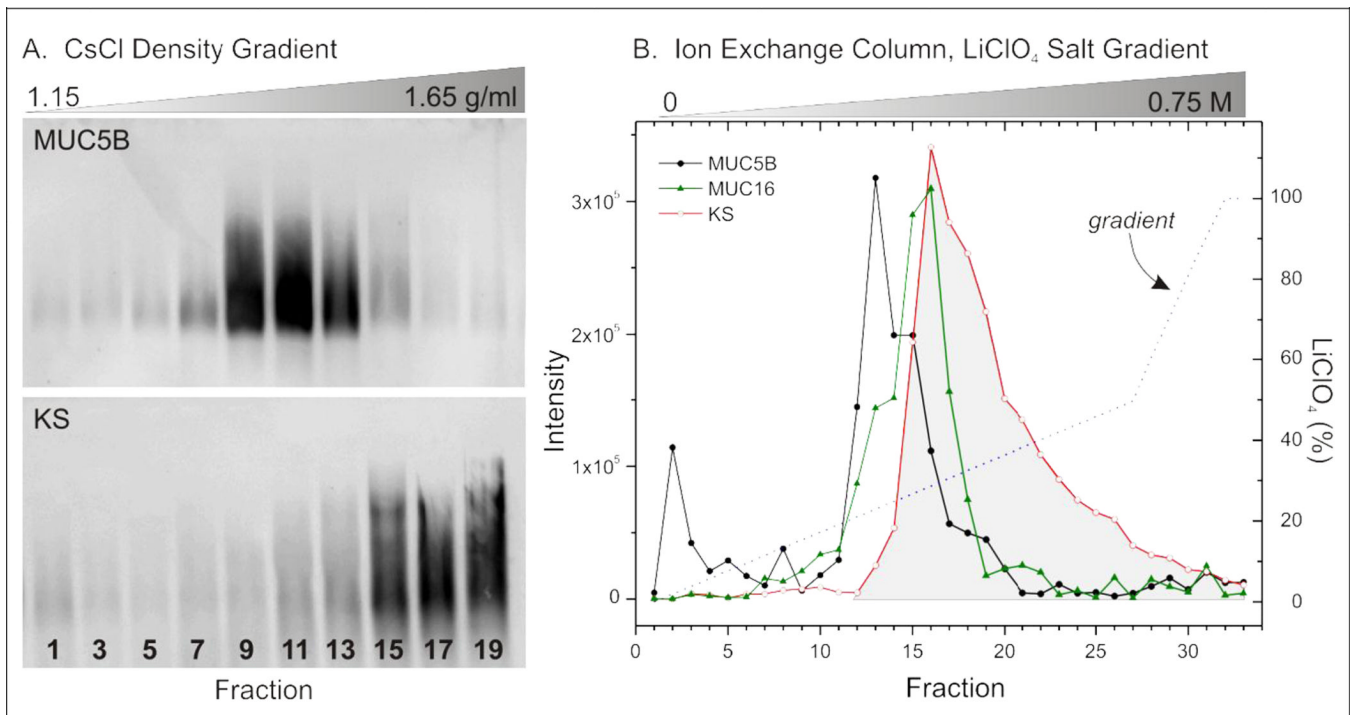 A. CsCl Density Gradient
1.15 1.65 g/ml
MUC5B
KS
1 3 5 7 9 11 13 15 17 19
Fraction
B. Ion Exchange Column, LiClO₄ Salt Gradient
0 0.75 M
MUC5B
MUC16
KS
gradient
3x10⁵
2x10⁵
1x10⁵
0
Intensity
100
80
60
40
20
0
LiClO₄ (%)
0 5 10 15 20 25 30
Fraction